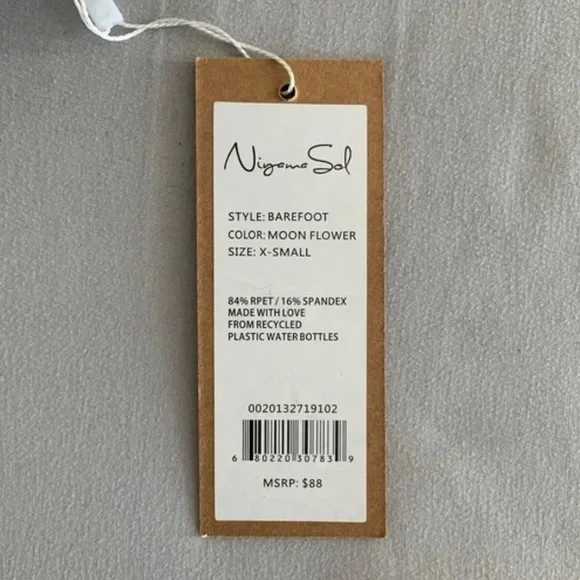 Niyama Sol
STYLE: BAREFOOT
COLOR: MOON FLOWER
SIZE: X-SMALL
84% RPET / 16% SPANDEX
MADE WITH LOVE
FROM RECYCLED
PLASTIC WATER BOTTLES
0020132719102
6 80220 30783 9
MSRP: $88